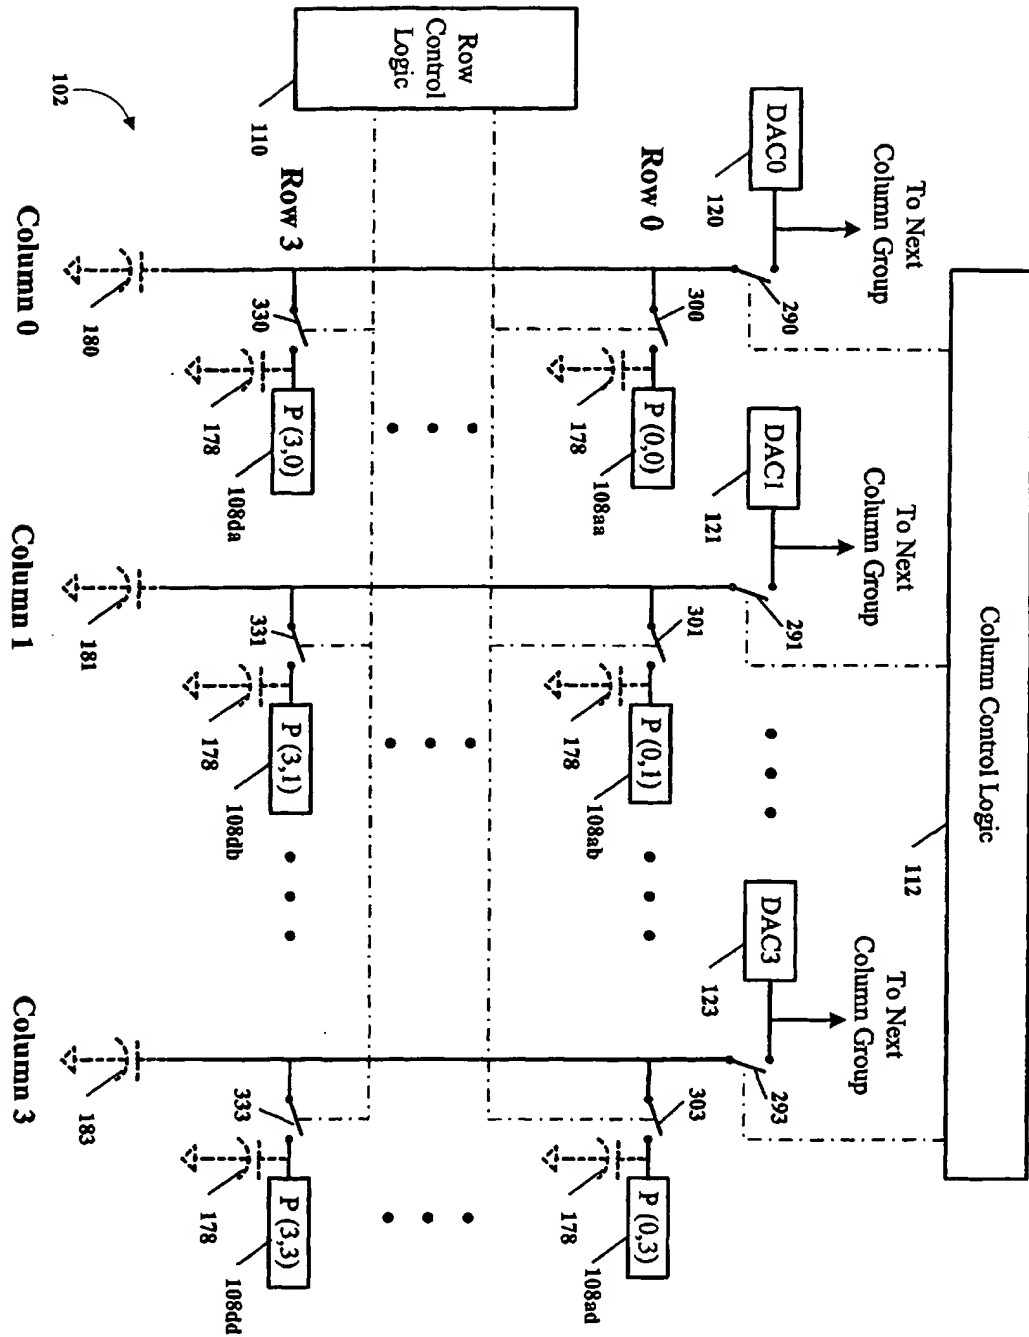 Column Control Logic
112
To Next
Column Group
To Next
Column Group
To Next
Column Group
DAC0
120
290
DAC1
121
291
DAC3
123
293
Row 0
300
P (0,0)
178
108aa
301
P (0,1)
178
108ab
303
P (0,3)
178
108ad
Row
Control
Logic
110
Row 3
330
P (3,0)
178
108da
331
P (3,1)
178
108db
333
P (3,3)
178
108dd
102
180
181
183
Column 0
Column 1
Column 3